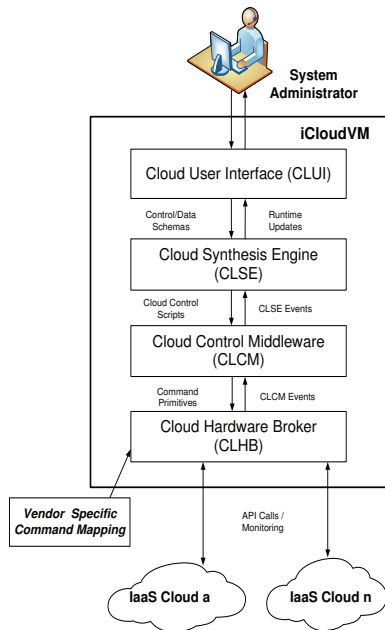 System
Administrator
iCloudVM
Cloud User Interface (CLUI)
Control/Data
Schemas
Runtime
Updates
Cloud Synthesis Engine
(CLSE)
Cloud Control
Scripts
CLSE Events
Cloud Control Middleware
(CLCM)
Command
Primitives
CLCM Events
Cloud Hardware Broker
(CLHB)
Vendor Specific
Command Mapping
API Calls /
Monitoring
IaaS Cloud a
IaaS Cloud n